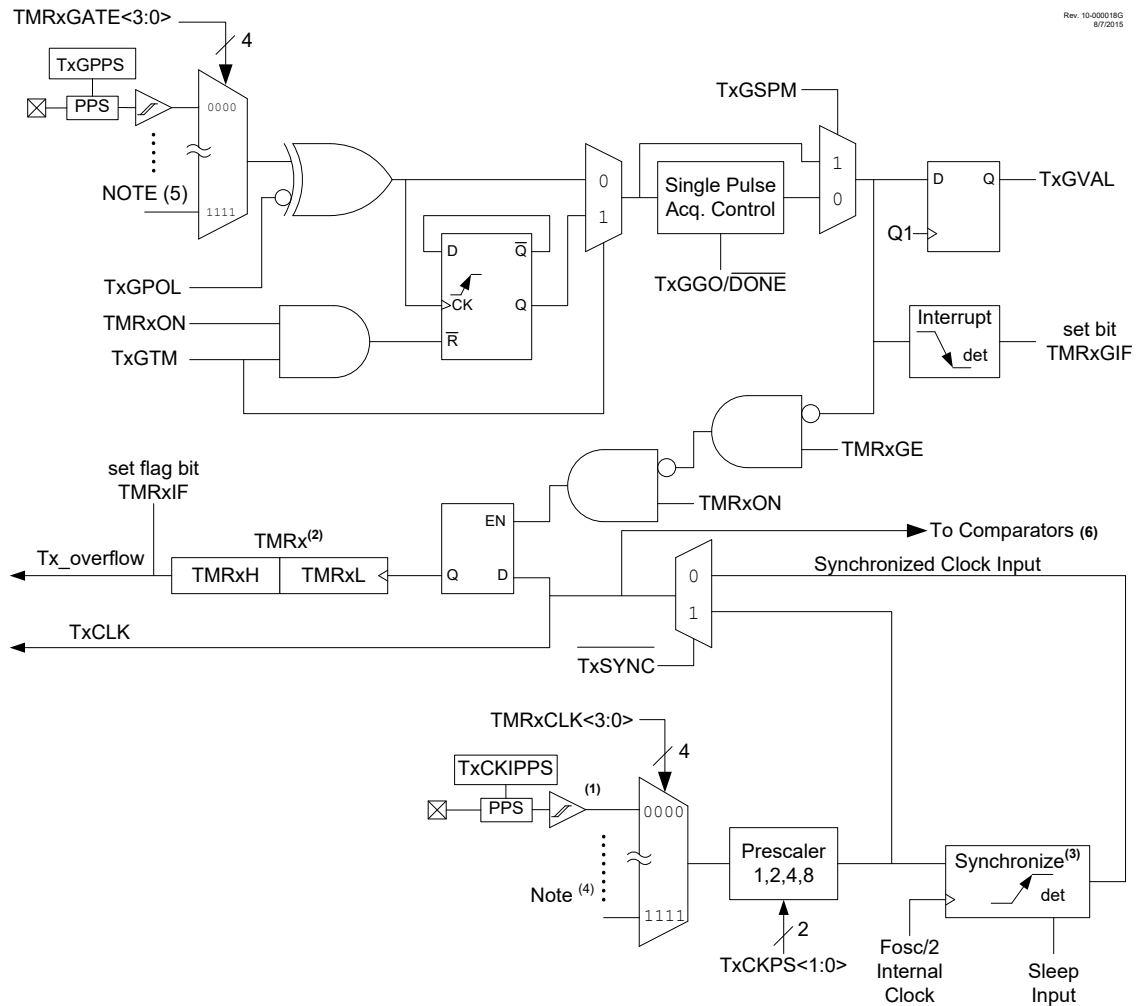 Rev. 10-000018G
8/7/2015
TMRxGATE<3:0>
4
TxGPPS
PPS
0000
NOTE (5)
1111
TxGPOL
TMRxON
TxGTM
D
Q
CK
Q
R
0
1
Single Pulse
Acq. Control
TxGGO/DONE
TxGSPM
1
0
D
Q
Q1
TxGVAL
Interrupt
det
set bit
TMRxGIF
TMRxGE
TMRxON
set flag bit
TMRxIF
Tx_overflow
TMRx(2)
TMRxH
TMRxL
EN
Q
D
TxCLK
To Comparators (6)
Synchronized Clock Input
0
1
TxSYNC
TMRxCLK<3:0>
4
TxCKIPPS
PPS
(1)
0000
Note (4)
1111
Prescaler
1,2,4,8
2
TxCKPS<1:0>
Synchronize(3)
det
Fosc/2
Internal
Clock
Sleep
Input